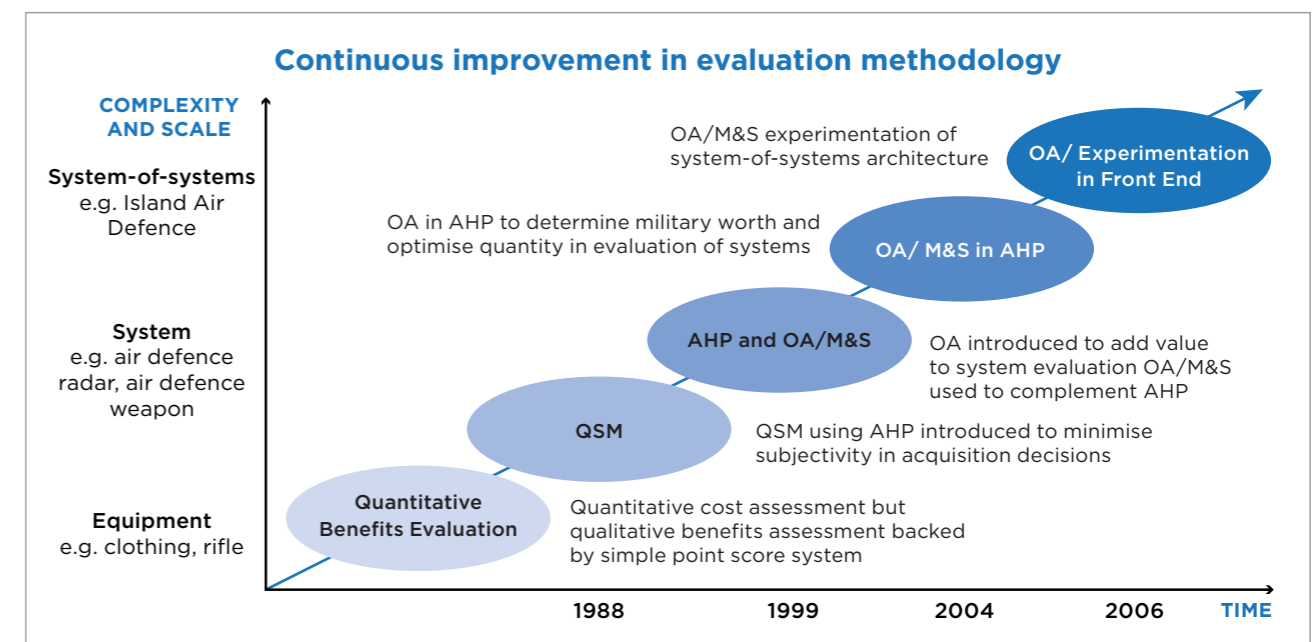 Continuous improvement in evaluation methodology
COMPLEXITY
AND SCALE
System-of-systems
e.g. Island Air
Defence
System
e.g. air defence
radar, air defence
weapon
Equipment
e.g. clothing, rifle
OA/M&S experimentation of
system-of-systems architecture
OA/ Experimentation
in Front End
OA in AHP to determine military worth and
optimise quantity in evaluation of systems
OA/ M&S in AHP
AHP and OA/M&S
OA introduced to add value
to system evaluation OA/M&S
used to complement AHP
QSM
QSM using AHP introduced to minimise
subjectivity in acquisition decisions
Quantitative
Benefits Evaluation
Quantitative cost assessment but
qualitative benefits assessment backed
by simple point score system
1988
1999
2004
2006
TIME